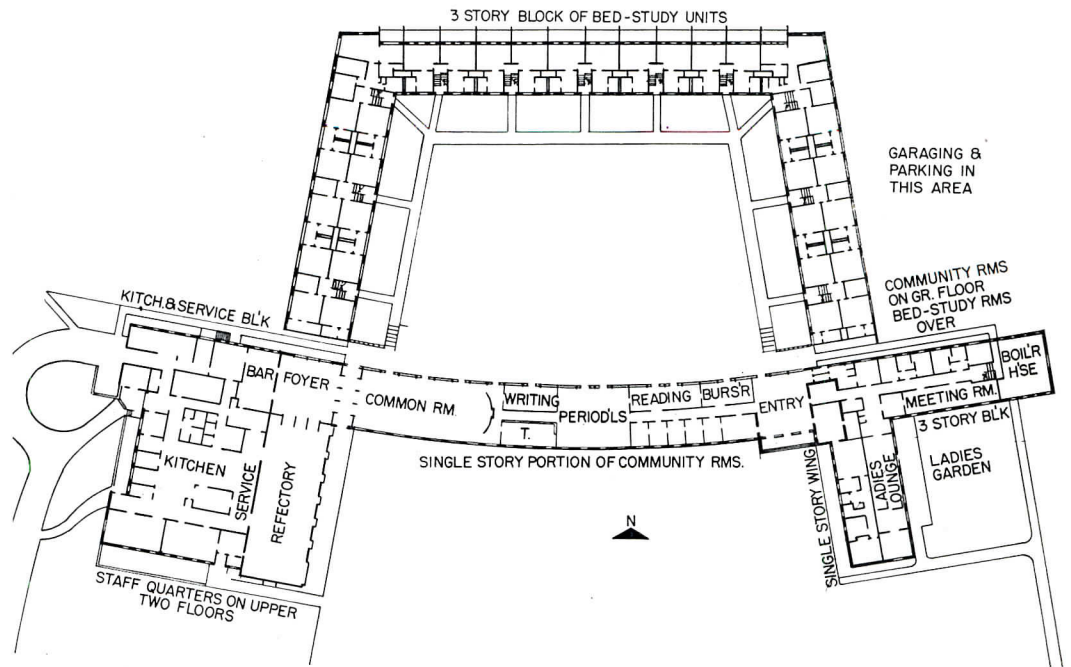 3 STORY BLOCK OF BED-STUDY UNITS
GARAGING &
PARKING IN
THIS AREA
COMMUNITY RMS
ON GR. FLOOR
BED-STUDY RMS
OVER
KITCH.& SERVICE BL'K
BAR
FOYER
COMMON RM.
WRITING
T.
PERIOD'LS
READING
BURS'R
ENTRY
BOIL'R
H'SE
MEETING RM.
3 STORY BL'K
SINGLE STORY PORTION OF COMMUNITY RMS.
KITCHEN
SERVICE
REFECTORY
SINGLE STORY WING
LADIES
LOUNGE
LADIES
GARDEN
N
STAFF QUARTERS ON UPPER
TWO FLOORS